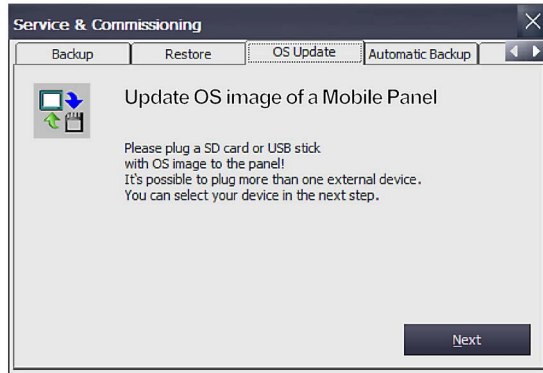 Service & Commissioning
Backup Restore OS Update Automatic Backup
Update OS image of a Mobile Panel
Please plug a SD card or USB stick
with OS image to the panel!
It's possible to plug more than one external device.
You can select your device in the next step.
Next